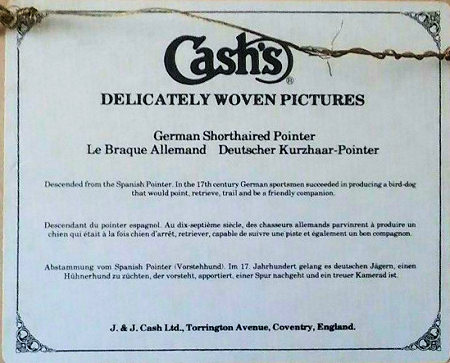 Cash's®
DELICATELY WOVEN PICTURES
German Shorthaired Pointer
Le Braque Allemand Deutscher Kurzhaar-Pointer
Descended from the Spanish Pointer. In the 17th century German sportsmen succeeded in producing a bird-dog
that would point, retrieve, trail and be a friendly companion.
Descendant du pointer espagnol. Au dix-septième siècle, des chasseurs allemands parvinrent à produire un
chien qui était à la fois chien d'arrêt, retriever, capable de suivre une piste et également un bon compagnon.
Abstammung vom Spanish Pointer (Vorstehhund). Im 17. Jahrhundert gelang es deutschen Jägern, einen
Hühnerhund zu züchten, der vorsteht, apportiert, einer Spur nachgeht und ein treuer Kamerad ist.
J. & J. Cash Ltd., Torrington Avenue, Coventry, England.